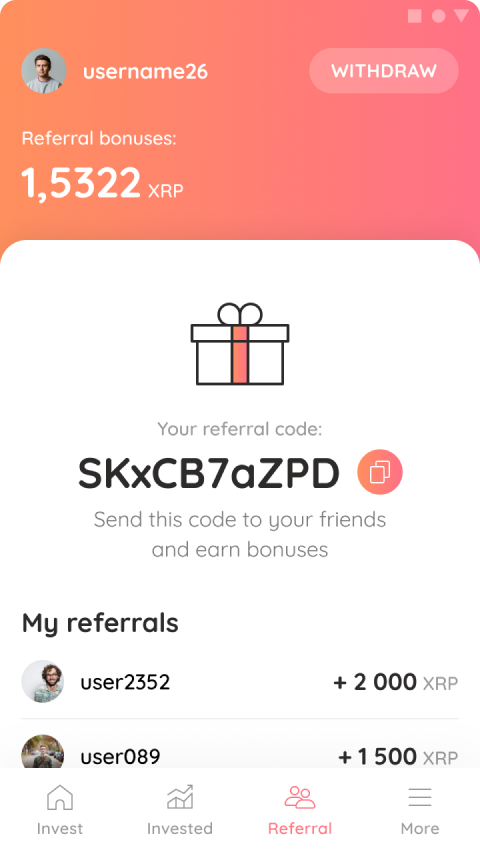 username26
WITHDRAW
Referral bonuses:
1,5322 XRP
Your referral code:
SKxCB7aZPD
Send this code to your friends
and earn bonuses
My referrals
user2352
+ 2 000 XRP
user089
+ 1 500 XRP
Invest
Invested
Referral
More